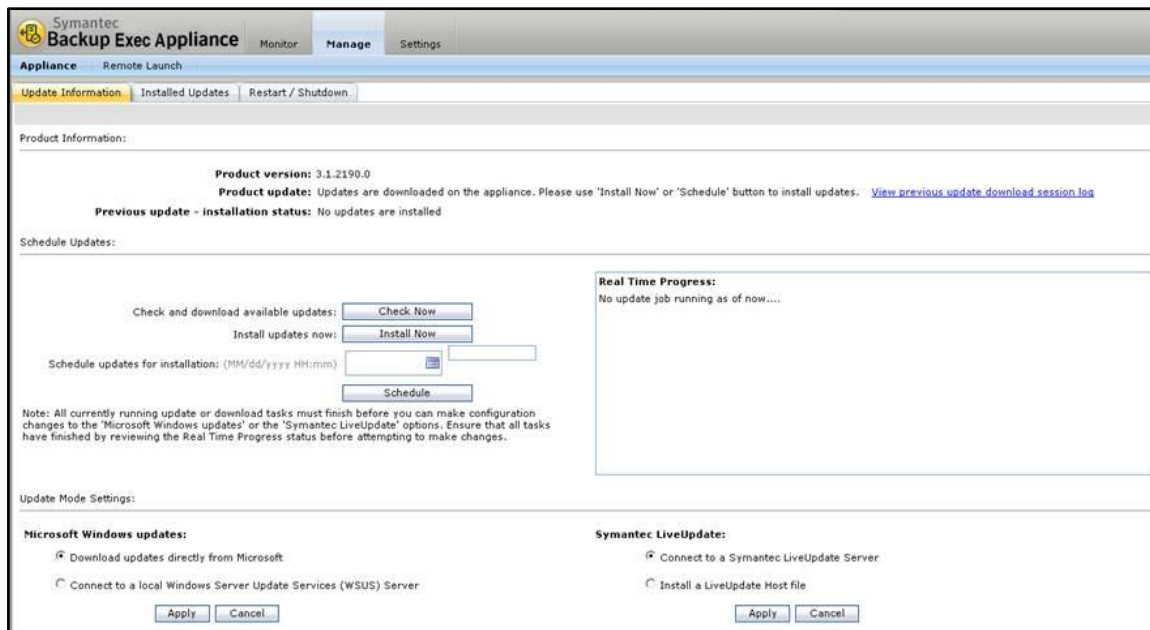 Symantec
Backup Exec Appliance
Monitor Manage Settings
Appliance Remote Launch
Update Information Installed Updates Restart / Shutdown
Product Information:
Product version: 3.1.2190.0
Product update: Updates are downloaded on the appliance. Please use 'Install Now' or 'Schedule' button to install updates. View previous update download session log
Previous update - installation status: No updates are installed
Schedule Updates:
Check and download available updates: Check Now
Install updates now: Install Now
Schedule updates for installation: (MM/dd/yyyy HH:mm)
Schedule
Note: All currently running update or download tasks must finish before you can make configuration
changes to the 'Microsoft Windows updates' or the 'Symantec LiveUpdate' options. Ensure that all tasks
have finished by reviewing the Real Time Progress status before attempting to make changes.
Real Time Progress:
No update job running as of now....
Update Mode Settings:
Microsoft Windows updates:
Download updates directly from Microsoft
Connect to a local Windows Server Update Services (WSUS) Server
Apply Cancel
Symantec LiveUpdate:
Connect to a Symantec LiveUpdate Server
Install a LiveUpdate Host file
Apply Cancel